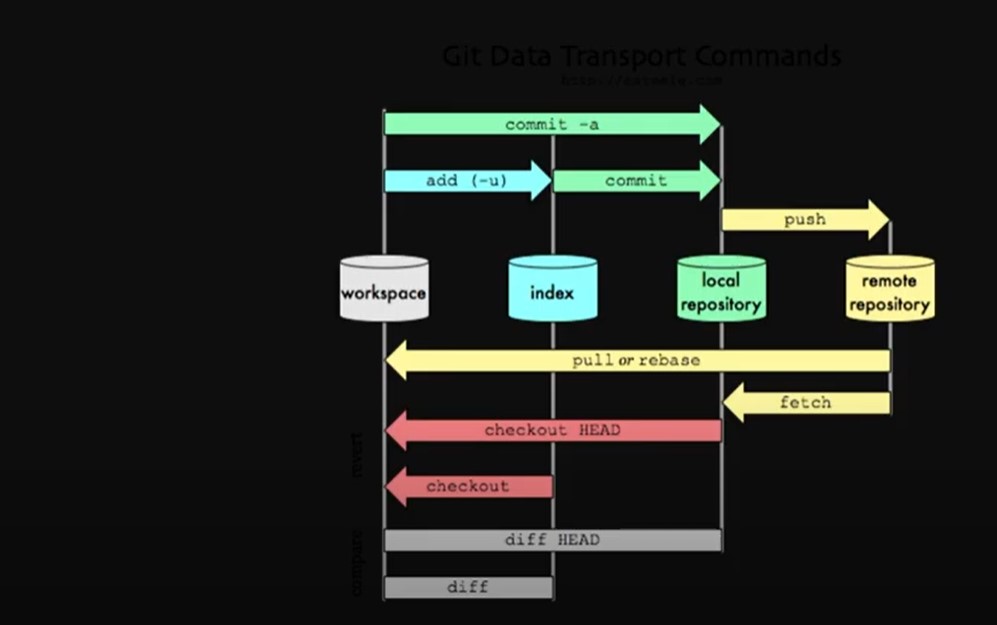 Git Data Transport Commands
http://osteele.com
commit -a
add (-u)
commit
push
workspace
index
local
repository
remote
repository
pull or rebase
fetch
checkout HEAD
revert
checkout
diff HEAD
compare
diff